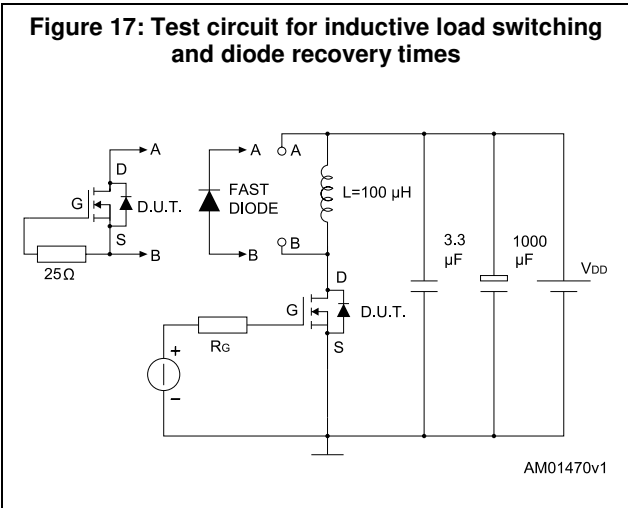 Figure 17: Test circuit for inductive load switching
and diode recovery times
A
D
G
D.U.T.
S
B
25Ω
A
FAST
DIODE
B
A
L=100 µH
B
D
G
D.U.T.
S
RG
+
–
3.3
µF
1000
µF
VDD
AM01470v1